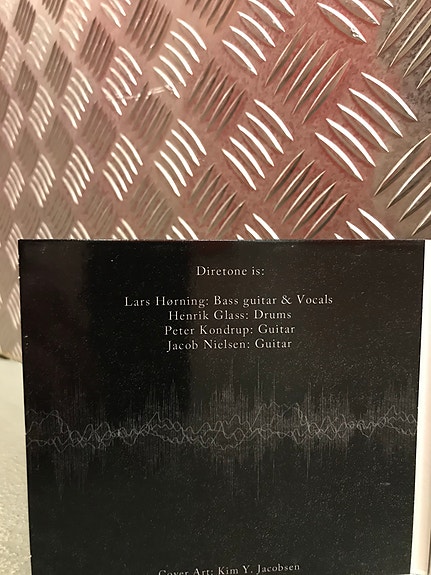 Diretone is:
Lars Hørning: Bass guitar & Vocals
Henrik Glass: Drums
Peter Kondrup: Guitar
Jacob Nielsen: Guitar
Cover Art: Kim Y. Jacobsen